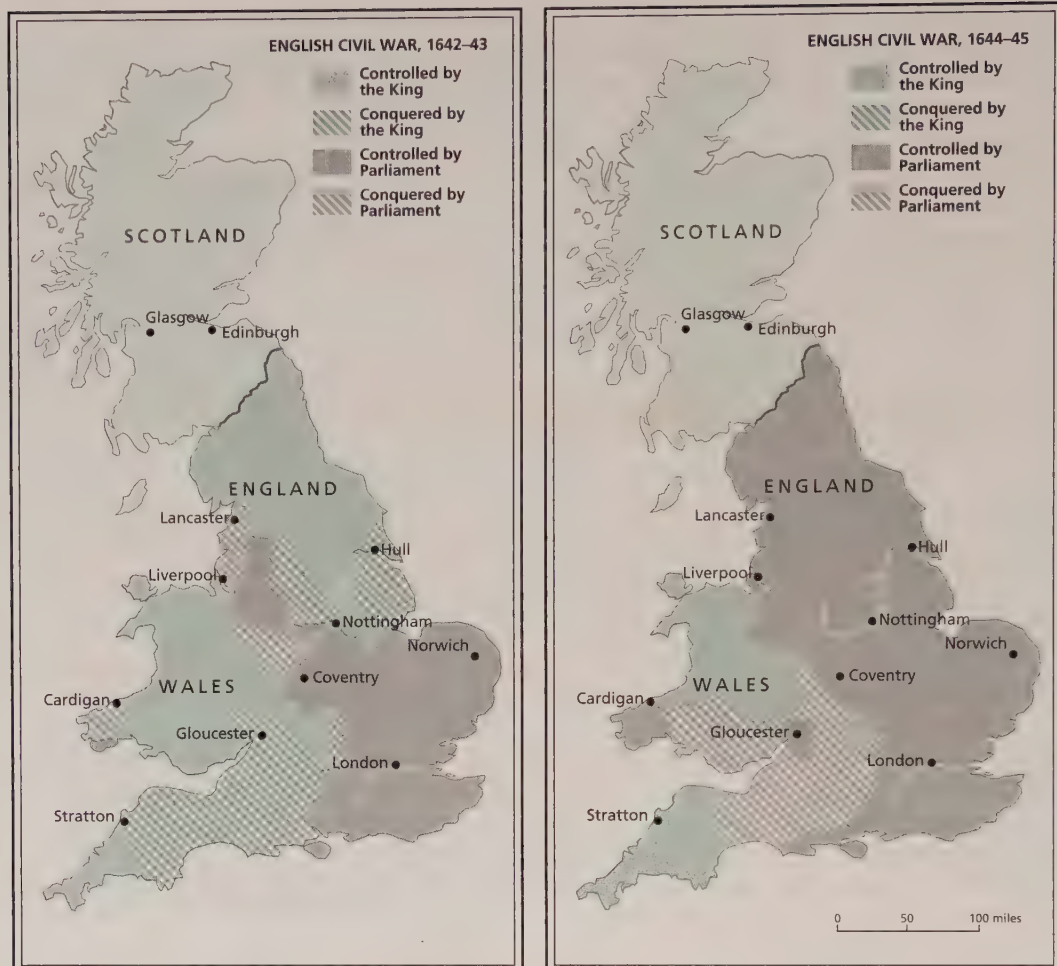 ENGLISH CIVIL WAR, 1642–43
Controlled by
the King
Conquered by
the King
Controlled by
Parliament
Conquered by
Parliament
SCOTLAND
Glasgow
Edinburgh
ENGLAND
Lancaster
Hull
Liverpool
Nottingham
Norwich
WALES
Coventry
Cardigan
Gloucester
London
Stratton
ENGLISH CIVIL WAR, 1644–45
Controlled by
the King
Conquered by
the King
Controlled by
Parliament
Conquered by
Parliament
SCOTLAND
Glasgow
Edinburgh
ENGLAND
Lancaster
Hull
Liverpool
Nottingham
Norwich
WALES
Coventry
Cardigan
Gloucester
London
Stratton
0 50 100 miles